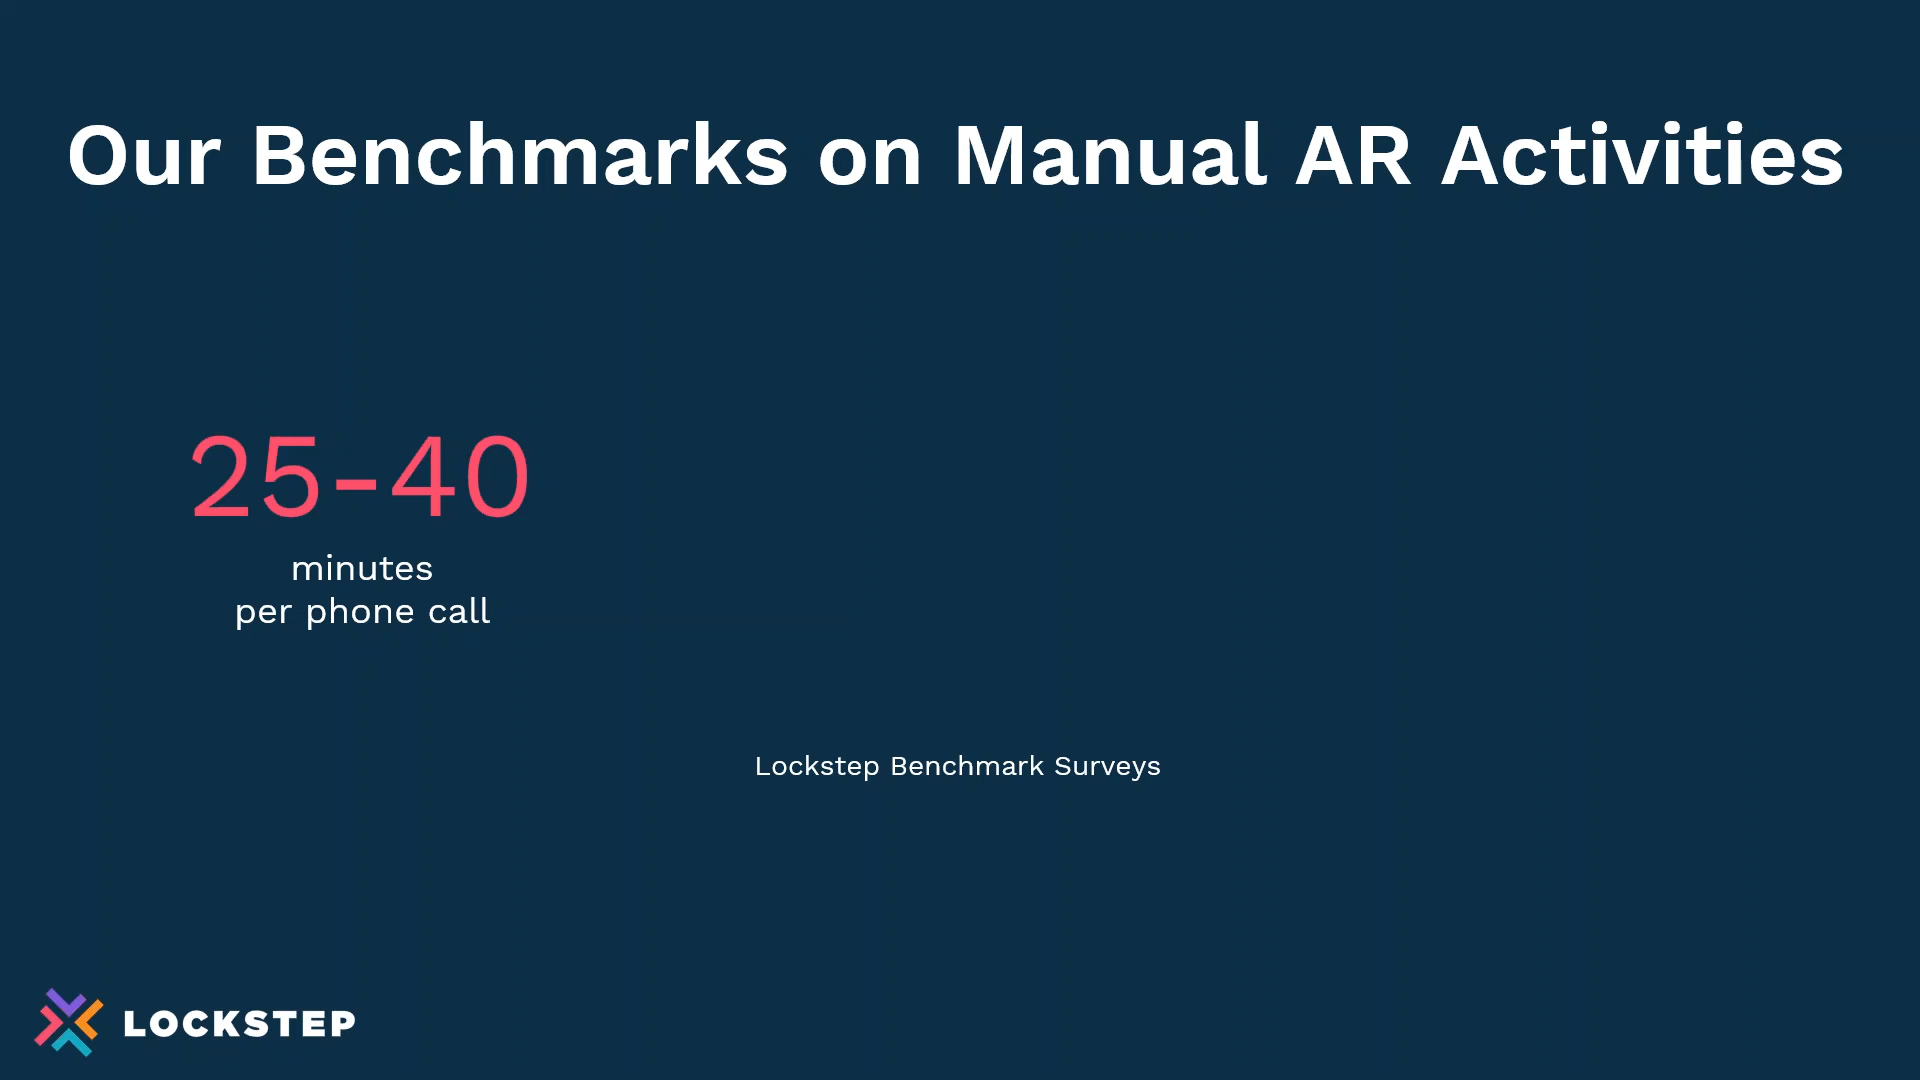 Our Benchmarks on Manual AR Activities
25-40
minutes
per phone call
Lockstep Benchmark Surveys
LOCKSTEP